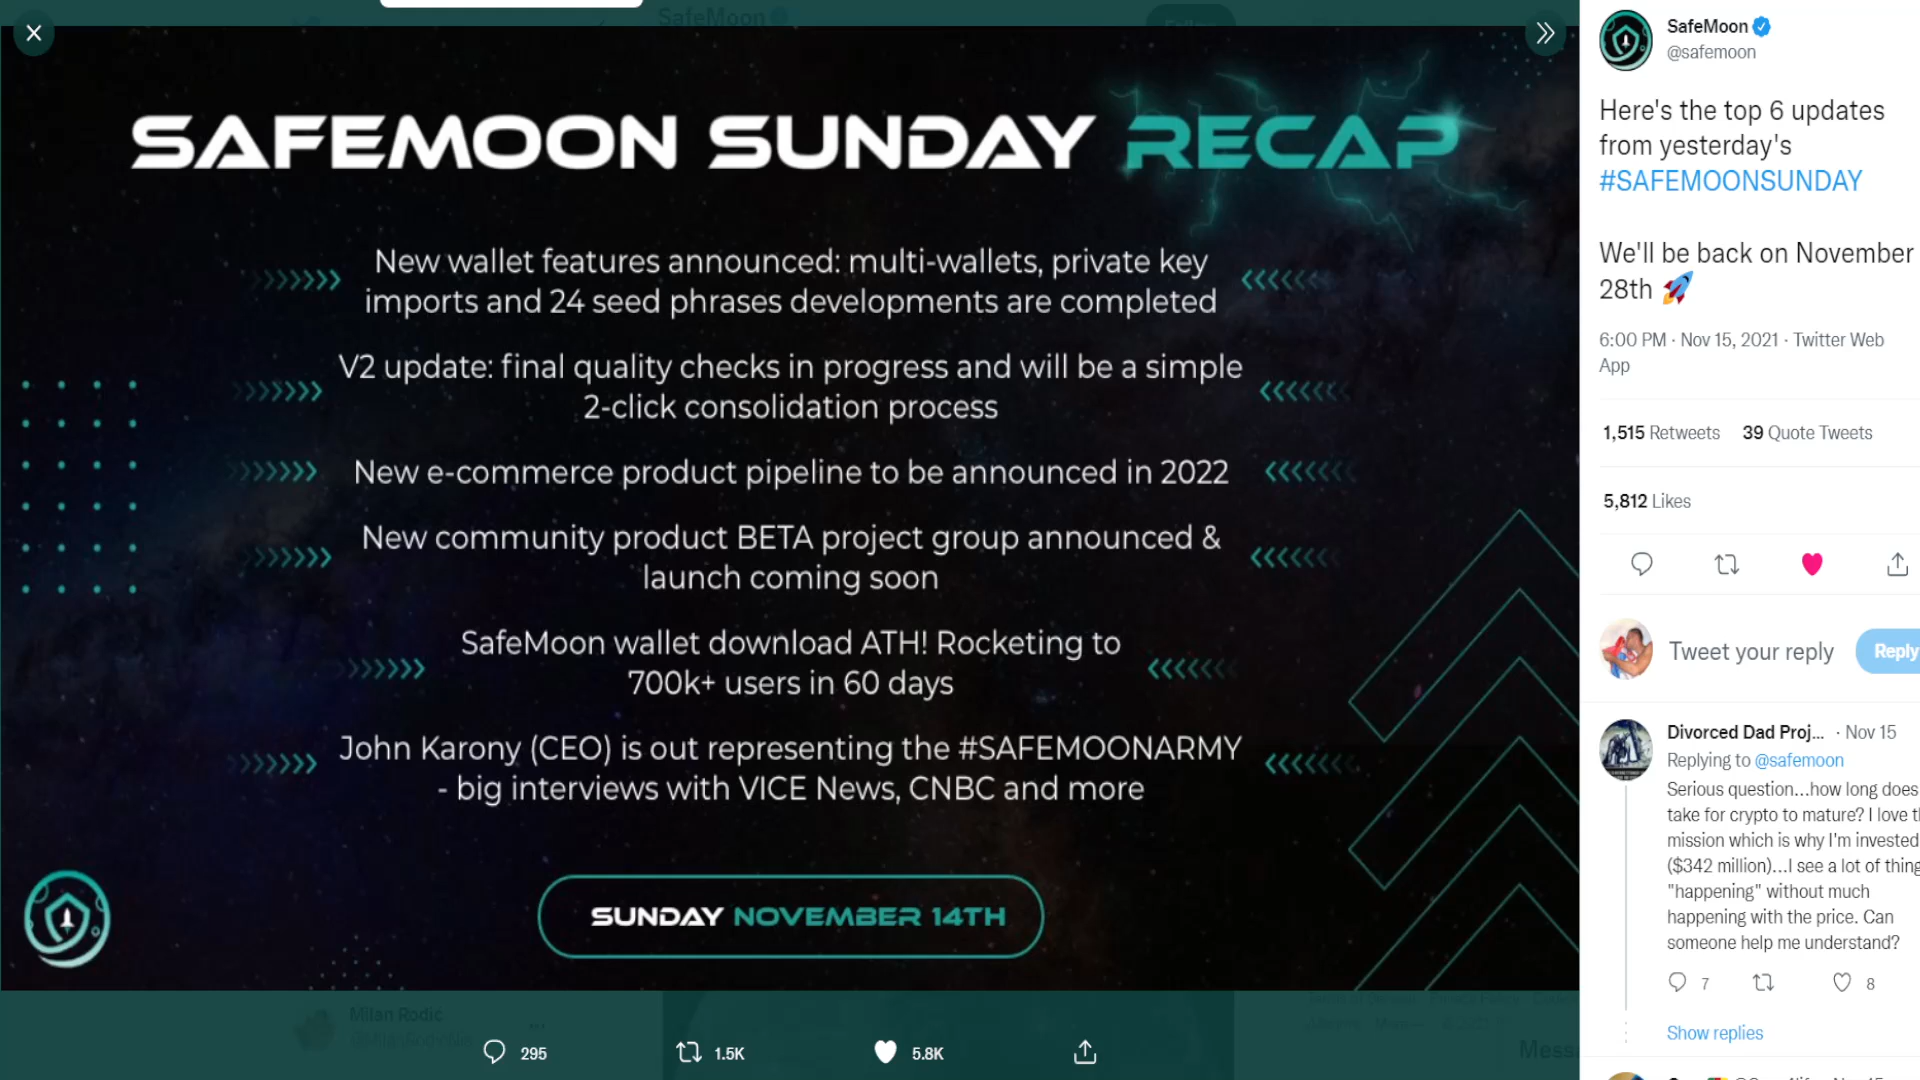 SafeMoon
SAFEMOON SUNDAY RECAP
New wallet features announced: multi-wallets, private key
imports and 24 seed phrases developments are completed
V2 update: final quality checks in progress and will be a simple
2-click consolidation process
New e-commerce product pipeline to be announced in 2022
New community product BETA project group announced &
launch coming soon
SafeMoon wallet download ATH! Rocketing to
700k+ users in 60 days
John Karony (CEO) is out representing the #SAFEMOONARMY
- big interviews with VICE News, CNBC and more
SUNDAY NOVEMBER 14TH
Milan Rodic
295
1.5K
5.8K
SafeMoon
@safemoon
Here's the top 6 updates
from yesterday's
#SAFEMOONSUNDAY
We'll be back on November
28th 🚀
6:00 PM · Nov 15, 2021 · Twitter Web
App
1,515 Retweets 39 Quote Tweets
5,812 Likes
Tweet your reply
Reply
Divorced Dad Proj... · Nov 15
Replying to @safemoon
Serious question...how long does
take for crypto to mature? I love
mission which is why I'm invested
($342 million)...I see a lot of thing
"happening" without much
happening with the price. Can
someone help me understand?
7
8
Show replies